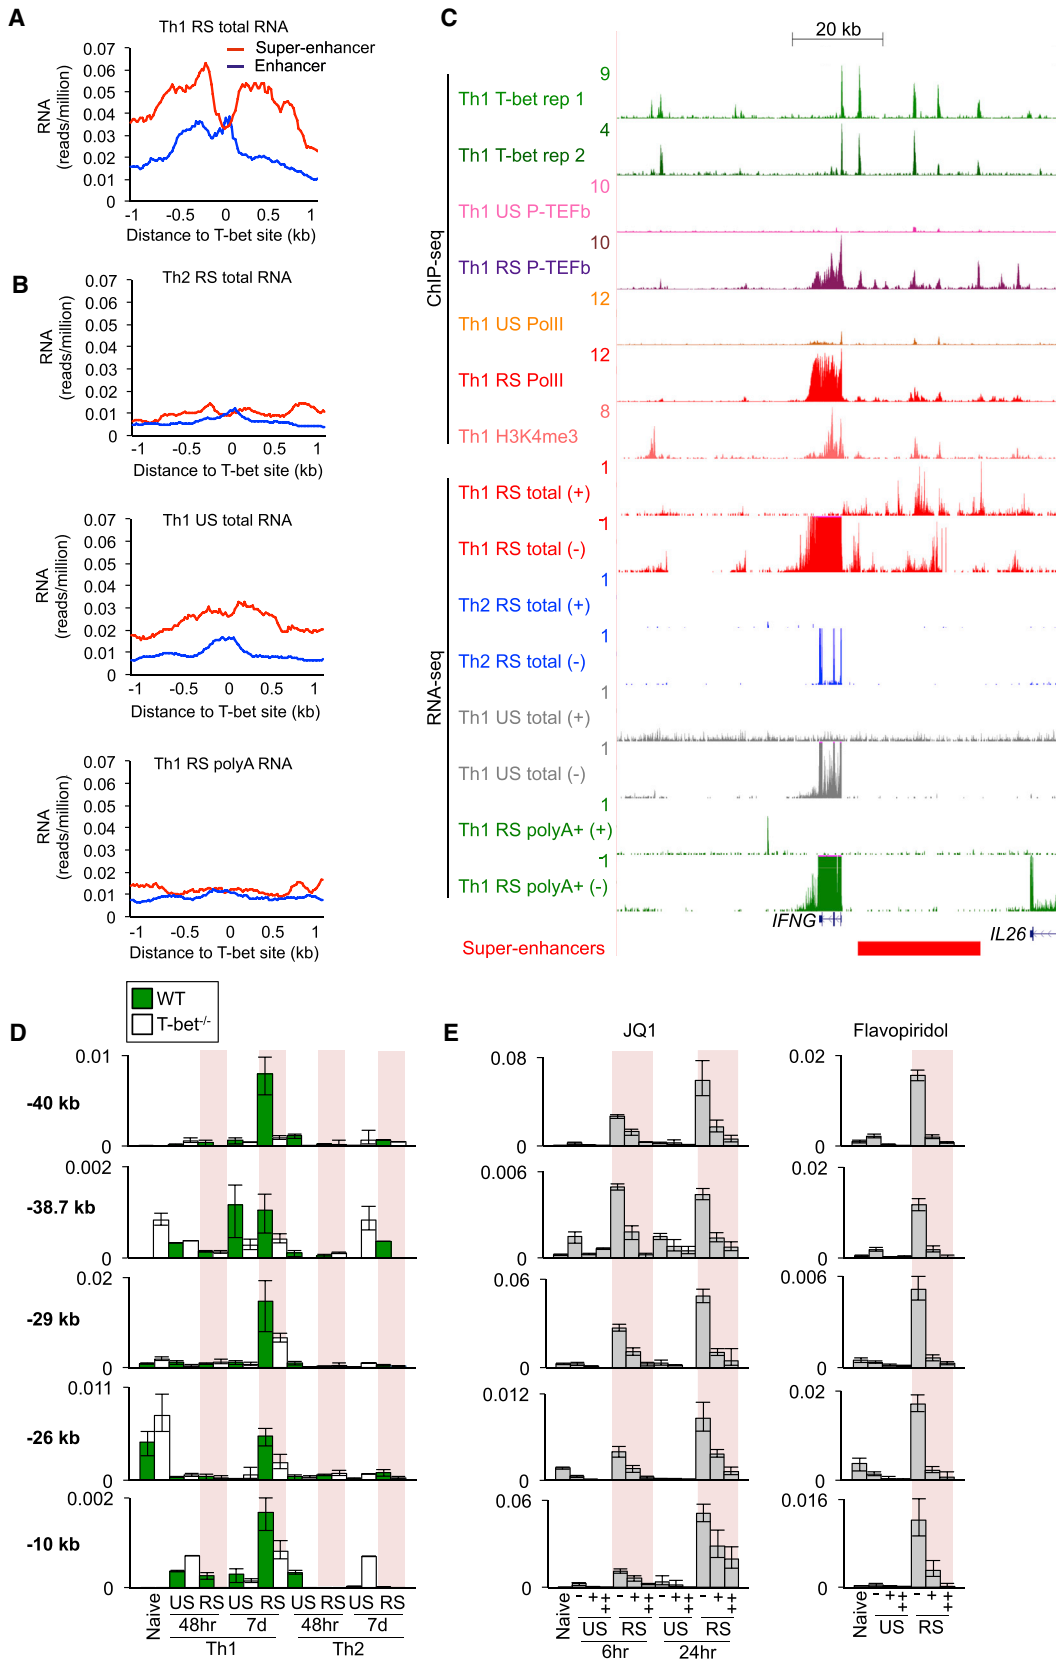 A
Th1 RS total RNA
Super-enhancer
Enhancer
RNA
(reads/million)
0.07
0.06
0.05
0.04
0.03
0.02
0.01
0
-1 -0.5 0 0.5 1
Distance to T-bet site (kb)
B
Th2 RS total RNA
RNA
(reads/million)
0.07
0.06
0.05
0.04
0.03
0.02
0.01
0
-1 -0.5 0 0.5 1
Distance to T-bet site (kb)
Th1 US total RNA
RNA
(reads/million)
0.07
0.06
0.05
0.04
0.03
0.02
0.01
0
-1 -0.5 0 0.5 1
Distance to T-bet site (kb)
Th1 RS polyA RNA
RNA
(reads/million)
0.07
0.06
0.05
0.04
0.03
0.02
0.01
0
-1 -0.5 0 0.5 1
Distance to T-bet site (kb)
C
20 kb
ChIP-seq
9
Th1 T-bet rep 1
4
Th1 T-bet rep 2
10
Th1 US P-TEFb
10
Th1 RS P-TEFb
12
Th1 US PolII
12
Th1 RS PolII
8
Th1 H3K4me3
RNA-seq
1
Th1 RS total (+)
1
Th1 RS total (-)
1
Th2 RS total (+)
1
Th2 RS total (-)
1
Th1 US total (+)
1
Th1 US total (-)
1
Th1 RS polyA+ (+)
1
Th1 RS polyA+ (-)
IFNG
IL26
Super-enhancers
D
WT
T-bet-/-
-40 kb
0.01
0
-38.7 kb
0.002
0
-29 kb
0.02
0
-26 kb
0.011
0
-10 kb
0.002
0
Naive US RS US RS US RS US RS
48hr 7d 48hr 7d
Th1 Th2
E
JQ1
0.08
0
0.006
0
0.06
0
0.012
0
0.06
0
Naive - + ++ - + ++ - + ++ - + ++
US RS US RS
6hr 24hr
Flavopiridol
0.02
0
0.02
0
0.006
0
0.02
0
0.016
0
Naive - + ++ - + ++
US RS